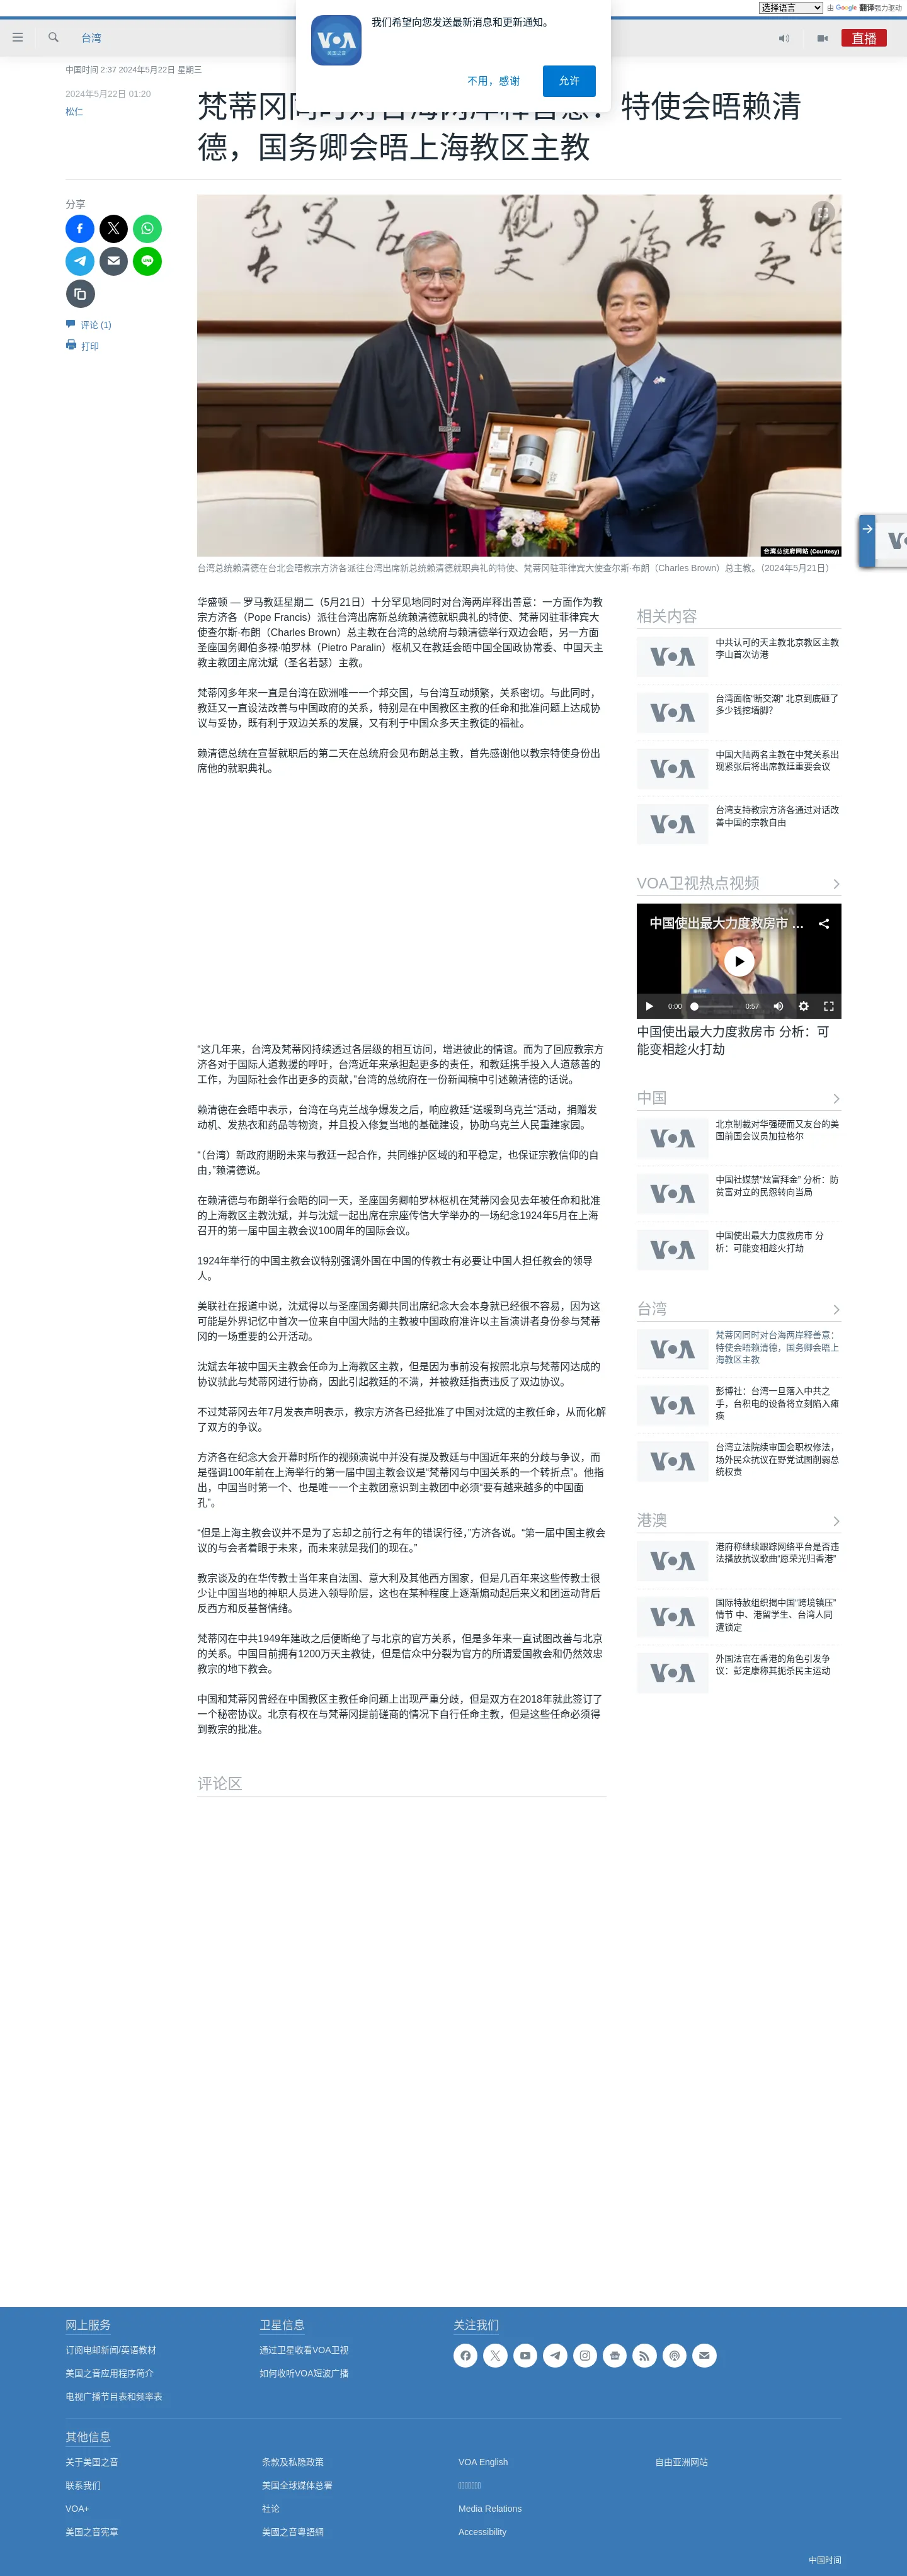 选择语言 由 Google 翻译强力驱动
我们希望向您发送最新消息和更新通知。
VOA
美国之音
不用，感谢
允许
台湾
直播
中国时间 2:37 2024年5月22日 星期三
2024年5月22日 01:20
松仁
梵蒂冈同时对台海两岸释善意：特使会晤赖清
德，国务卿会晤上海教区主教
分享
评论 (1)
打印
台湾总统府网站 (Courtesy)
台湾总统赖清德在台北会晤教宗方济各派往台湾出席新总统赖清德就职典礼的特使、梵蒂冈驻菲律宾大使查尔斯·布朗（Charles Brown）总主教。（2024年5月21日）
华盛顿 — 罗马教廷星期二（5月21日）十分罕见地同时对台海两岸释出善意：一方面作为教
宗方济各（Pope Francis）派往台湾出席新总统赖清德就职典礼的特使、梵蒂冈驻菲律宾大
使查尔斯·布朗（Charles Brown）总主教在台湾的总统府与赖清德举行双边会晤，另一方面
圣座国务卿伯多禄·帕罗林（Pietro Paralin）枢机又在教廷会晤中国全国政协常委、中国天主
教主教团主席沈斌（圣名若瑟）主教。
梵蒂冈多年来一直是台湾在欧洲唯一一个邦交国，与台湾互动频繁，关系密切。与此同时，
教廷又一直设法改善与中国政府的关系，特别是在中国教区主教的任命和批准问题上达成协
议与妥协，既有利于双边关系的发展，又有利于中国众多天主教徒的福祉。
赖清德总统在宣誓就职后的第二天在总统府会见布朗总主教，首先感谢他以教宗特使身份出
席他的就职典礼。
“这几年来，台湾及梵蒂冈持续透过各层级的相互访问，增进彼此的情谊。而为了回应教宗方
济各对于国际人道救援的呼吁，台湾近年来承担起更多的责任，和教廷携手投入人道慈善的
工作，为国际社会作出更多的贡献，”台湾的总统府在一份新闻稿中引述赖清德的话说。
赖清德在会晤中表示，台湾在乌克兰战争爆发之后，响应教廷“送暖到乌克兰”活动，捐赠发
动机、发热衣和药品等物资，并且投入修复当地的基础建设，协助乌克兰人民重建家园。
“（台湾）新政府期盼未来与教廷一起合作，共同维护区域的和平稳定，也保证宗教信仰的自
由，”赖清德说。
在赖清德与布朗举行会晤的同一天，圣座国务卿帕罗林枢机在梵蒂冈会见去年被任命和批准
的上海教区主教沈斌，并与沈斌一起出席在宗座传信大学举办的一场纪念1924年5月在上海
召开的第一届中国主教会议100周年的国际会议。
1924年举行的中国主教会议特别强调外国在中国的传教士有必要让中国人担任教会的领导
人。
美联社在报道中说，沈斌得以与圣座国务卿共同出席纪念大会本身就已经很不容易，因为这
可能是外界记忆中首次一位来自中国大陆的主教被中国政府准许以主旨演讲者身份参与梵蒂
冈的一场重要的公开活动。
沈斌去年被中国天主教会任命为上海教区主教，但是因为事前没有按照北京与梵蒂冈达成的
协议就此与梵蒂冈进行协商，因此引起教廷的不满，并被教廷指责违反了双边协议。
不过梵蒂冈去年7月发表声明表示，教宗方济各已经批准了中国对沈斌的主教任命，从而化解
了双方的争议。
方济各在纪念大会开幕时所作的视频演说中并没有提及教廷与中国近年来的分歧与争议，而
是强调100年前在上海举行的第一届中国主教会议是“梵蒂冈与中国关系的一个转折点”。他指
出，中国当时第一个、也是唯一一个主教团意识到主教团中必须“要有越来越多的中国面
孔”。
“但是上海主教会议并不是为了忘却之前行之有年的错误行径，”方济各说。“第一届中国主教会
议的与会者着眼于未来，而未来就是我们的现在。”
教宗谈及的在华传教士当年来自法国、意大利及其他西方国家，但是几百年来这些传教士很
少让中国当地的神职人员进入领导阶层，这也在某种程度上逐渐煽动起后来义和团运动背后
反西方和反基督情绪。
梵蒂冈在中共1949年建政之后便断绝了与北京的官方关系，但是多年来一直试图改善与北京
的关系。中国目前拥有1200万天主教徒，但是信众中分裂为官方的所谓爱国教会和仍然效忠
教宗的地下教会。
中国和梵蒂冈曾经在中国教区主教任命问题上出现严重分歧，但是双方在2018年就此签订了
一个秘密协议。北京有权在与梵蒂冈提前磋商的情况下自行任命主教，但是这些任命必须得
到教宗的批准。
评论区
相关内容
中共认可的天主教北京教区主教
李山首次访港
台湾面临“断交潮” 北京到底砸了
多少钱挖墙脚？
中国大陆两名主教在中梵关系出
现紧张后将出席教廷重要会议
台湾支持教宗方济各通过对话改
善中国的宗教自由
VOA卫视热点视频
中国使出最大力度救房市 ...
0:00
0:57
中国使出最大力度救房市 分析：可
能变相趁火打劫
中国
北京制裁对华强硬而又友台的美
国前国会议员加拉格尔
中国社媒禁“炫富拜金” 分析：防
贫富对立的民怨转向当局
中国使出最大力度救房市 分
析：可能变相趁火打劫
台湾
梵蒂冈同时对台海两岸释善意：
特使会晤赖清德，国务卿会晤上
海教区主教
彭博社：台湾一旦落入中共之
手，台积电的设备将立刻陷入瘫
痪
台湾立法院续审国会职权修法，
场外民众抗议在野党试图削弱总
统权责
港澳
港府称继续跟踪网络平台是否违
法播放抗议歌曲“愿荣光归香港”
国际特赦组织揭中国“跨境镇压”
情节 中、港留学生、台湾人同
遭锁定
外国法官在香港的角色引发争
议：彭定康称其扼杀民主运动
网上服务
订阅电邮新闻/英语教材
美国之音应用程序简介
电视广播节目表和频率表
卫星信息
通过卫星收看VOA卫视
如何收听VOA短波广播
关注我们
其他信息
关于美国之音
联系我们
VOA+
美国之音宪章
条款及私隐政策
美国全球媒体总署
社论
美國之音粵語網
VOA English
Media Relations
Accessibility
自由亚洲网站
中国时间